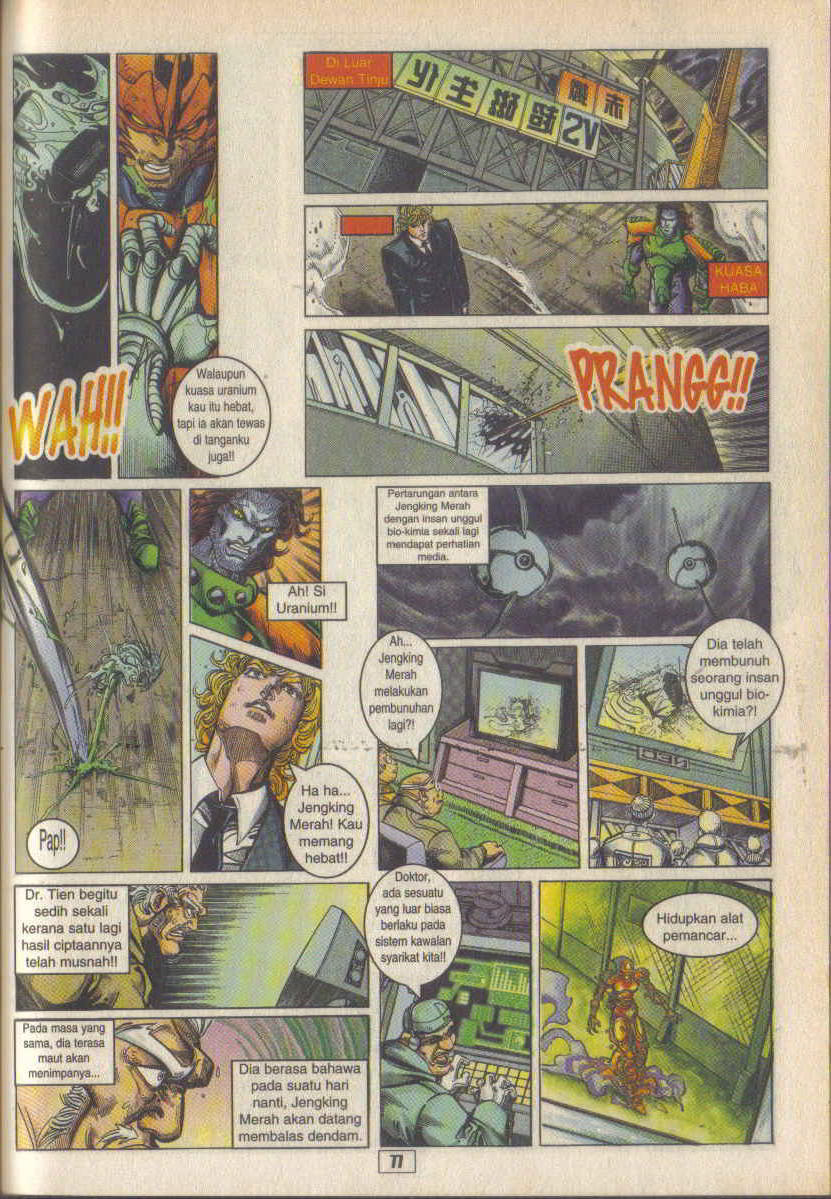 WAH!!
Walaupun
kuasa uranium
kau itu hebat,
tapi ia akan tewas
di tanganku
juga!!
Di Luar
Dewan Tinju
KUASA
HABA
PRANGG!!
Pap!!
Ah! Si
Uranium!!
Ha ha...
Jengking
Merah! Kau
memang
hebat!!
Pertarungan antara
Jengking Merah
dengan insan unggul
bio-kimia sekali lagi
mendapat perhatian
media.
Ah...
Jengking
Merah
melakukan
pembunuhan
lagi?!
Dia telah
membunuh
seorang insan
unggul bio-
kimia?!
Dr. Tien begitu
sedih sekali
kerana satu lagi
hasil ciptaannya
telah musnah!!
Pada masa yang
sama, dia terasa
maut akan
menimpanya...
Dia berasa bahawa
pada suatu hari
nanti, Jengking
Merah akan datang
membalas dendam.
Doktor,
ada sesuatu
yang luar biasa
berlaku pada
sistem kawalan
syarikat kita!!
Hidupkan alat
pemancar...
77